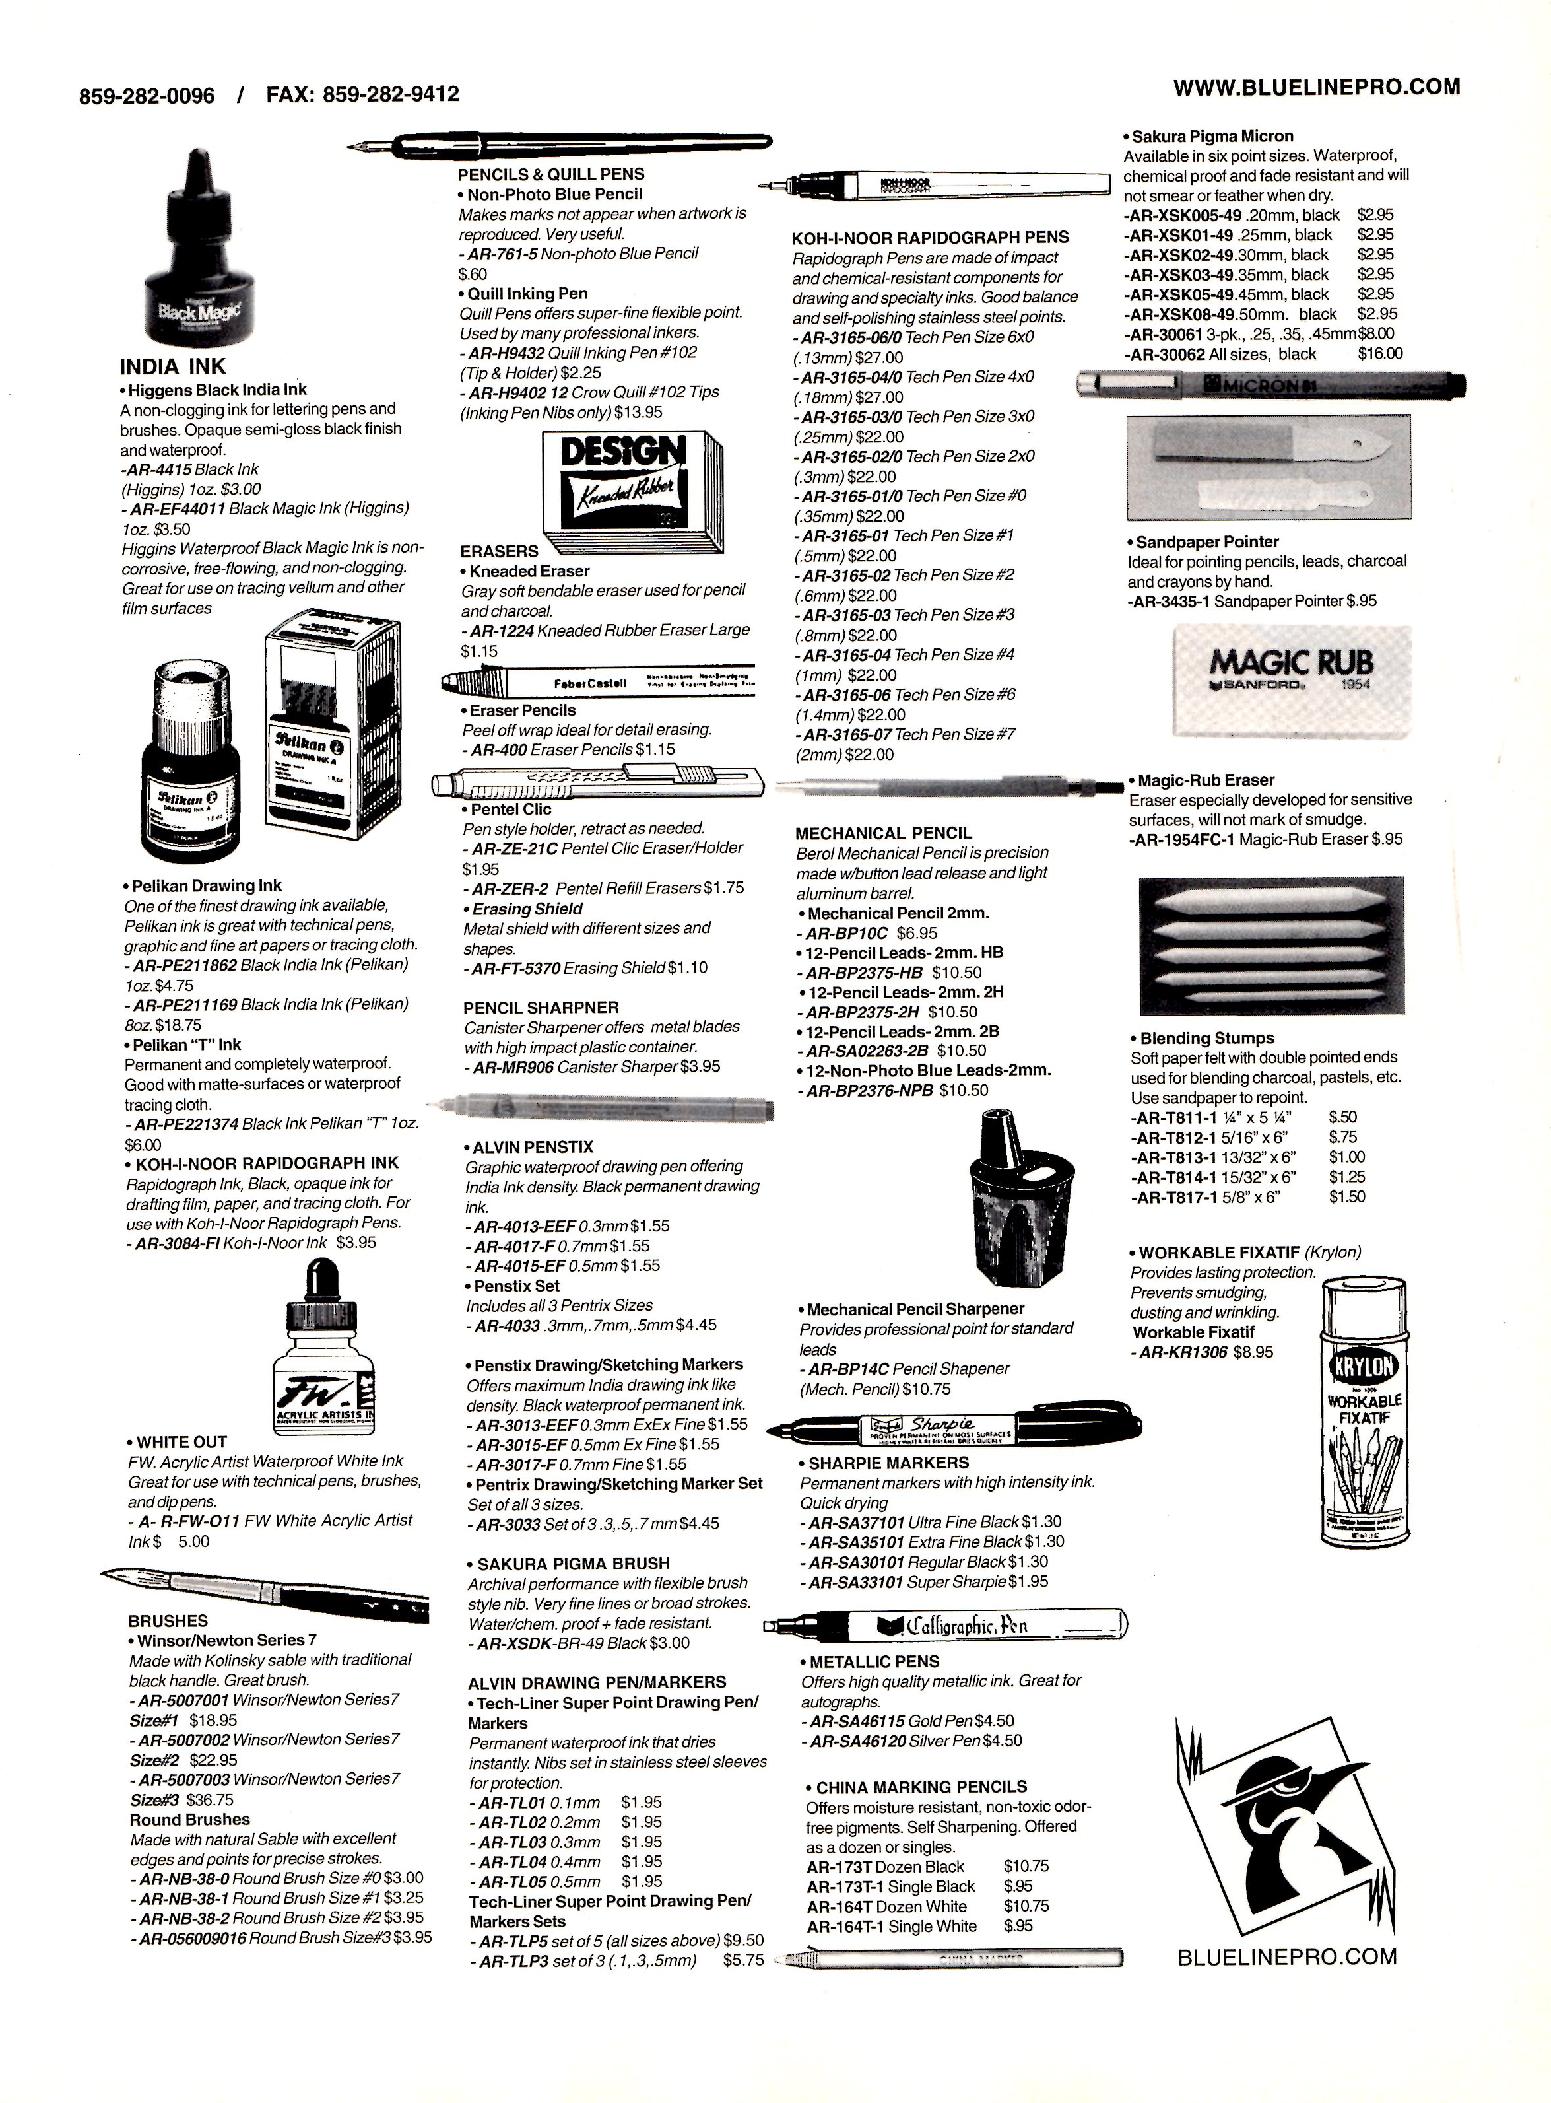 859-282-0096 / FAX: 859-282-9412
WWW.BLUELINEPRO.COM
Higgins
Black Magic
INDIA INK
• Higgens Black India Ink
A non-clogging ink for lettering pens and
brushes. Opaque semi-gloss black finish
and waterproof.
-AR-4415 Black Ink
(Higgins) 1oz. $3.00
- AR-EF44011 Black Magic Ink (Higgins)
1oz. $3.50
Higgins Waterproof Black Magic Ink is non-
corrosive, free-flowing, and non-clogging.
Great for use on tracing vellum and other
film surfaces
Pelikan
DRAWING INK A
Pelikan
DRAWING INK A
• Pelikan Drawing Ink
One of the finest drawing ink available,
Pelikan ink is great with technical pens,
graphic and fine art papers or tracing cloth.
- AR-PE211862 Black India Ink (Pelikan)
1oz. $4.75
- AR-PE211169 Black India Ink (Pelikan)
8oz. $18.75
• Pelikan "T" Ink
Permanent and completely waterproof.
Good with matte-surfaces or waterproof
tracing cloth.
- AR-PE221374 Black Ink Pelikan "T" 1oz.
$6.00
• KOH-I-NOOR RAPIDOGRAPH INK
Rapidograph Ink, Black, opaque ink for
drafting film, paper, and tracing cloth. For
use with Koh-I-Noor Rapidograph Pens.
- AR-3084-FI Koh-I-Noor Ink $3.95
FW.
ACRYLIC ARTISTS IN
• WHITE OUT
FW. Acrylic Artist Waterproof White Ink
Great for use with technical pens, brushes,
and dip pens.
- A- R-FW-O11 FW White Acrylic Artist
Ink $ 5.00
BRUSHES
• Winsor/Newton Series 7
Made with Kolinsky sable with traditional
black handle. Great brush.
- AR-5007001 Winsor/Newton Series7
Size#1 $18.95
- AR-5007002 Winsor/Newton Series7
Size#2 $22.95
- AR-5007003 Winsor/Newton Series7
Size#3 $36.75
Round Brushes
Made with natural Sable with excellent
edges and points for precise strokes.
- AR-NB-38-0 Round Brush Size #0 $3.00
- AR-NB-38-1 Round Brush Size #1 $3.25
- AR-NB-38-2 Round Brush Size #2 $3.95
- AR-056009016 Round Brush Size#3 $3.95
PENCILS & QUILL PENS
• Non-Photo Blue Pencil
Makes marks not appear when artwork is
reproduced. Very useful.
- AR-761-5 Non-photo Blue Pencil
$.60
• Quill Inking Pen
Quill Pens offers super-fine flexible point.
Used by many professional inkers.
- AR-H9432 Quill Inking Pen #102
(Tip & Holder) $2.25
- AR-H9402 12 Crow Quill #102 Tips
(Inking Pen Nibs only) $13.95
DESIGN
Kneaded Rubber
ERASERS
• Kneaded Eraser
Gray soft bendable eraser used for pencil
and charcoal.
- AR-1224 Kneaded Rubber Eraser Large
$1.15
FaberCastell
• Eraser Pencils
Peel off wrap ideal for detail erasing.
- AR-400 Eraser Pencils $1.15
• Pentel Clic
Pen style holder, retract as needed.
- AR-ZE-21C Pentel Clic Eraser/Holder
$1.95
- AR-ZER-2 Pentel Refill Erasers $1.75
• Erasing Shield
Metal shield with different sizes and
shapes.
- AR-FT-5370 Erasing Shield $1.10
PENCIL SHARPNER
Canister Sharpener offers metal blades
with high impact plastic container.
- AR-MR906 Canister Sharper $3.95
• ALVIN PENSTIX
Graphic waterproof drawing pen offering
India Ink density. Black permanent drawing
ink.
- AR-4013-EEF 0.3mm $1.55
- AR-4017-F 0.7mm $1.55
- AR-4015-EF 0.5mm $1.55
• Penstix Set
Includes all 3 Pentrix Sizes
- AR-4033 .3mm,.7mm,.5mm $4.45
• Penstix Drawing/Sketching Markers
Offers maximum India drawing ink like
density. Black waterproof permanent ink.
- AR-3013-EEF 0.3mm ExEx Fine $1.55
- AR-3015-EF 0.5mm Ex Fine $1.55
- AR-3017-F 0.7mm Fine $1.55
• Pentrix Drawing/Sketching Marker Set
Set of all 3 sizes.
- AR-3033 Set of 3 .3,.5,.7mm $4.45
• SAKURA PIGMA BRUSH
Archival performance with flexible brush
style nib. Very fine lines or broad strokes.
Water/chem. proof + fade resistant.
- AR-XSDK-BR-49 Black $3.00
ALVIN DRAWING PEN/MARKERS
• Tech-Liner Super Point Drawing Pen/
Markers
Permanent waterproof ink that dries
instantly. Nibs set in stainless steel sleeves
for protection.
- AR-TL01 0.1mm $1.95
- AR-TL02 0.2mm $1.95
- AR-TL03 0.3mm $1.95
- AR-TL04 0.4mm $1.95
- AR-TL05 0.5mm $1.95
Tech-Liner Super Point Drawing Pen/
Markers Sets
- AR-TLP5 set of 5 (all sizes above) $9.50
- AR-TLP3 set of 3 (.1,.3,.5mm) $5.75
KOH-I-NOOR
RAPIDOGRAPH
KOH-I-NOOR RAPIDOGRAPH PENS
Rapidograph Pens are made of impact
and chemical-resistant components for
drawing and specialty inks. Good balance
and self-polishing stainless steel points.
- AR-3165-06/0 Tech Pen Size 6x0
(.13mm) $27.00
- AR-3165-04/0 Tech Pen Size 4x0
(.18mm) $27.00
- AR-3165-03/0 Tech Pen Size 3x0
(.25mm) $22.00
- AR-3165-02/0 Tech Pen Size 2x0
(.3mm) $22.00
- AR-3165-01/0 Tech Pen Size #0
(.35mm) $22.00
- AR-3165-01 Tech Pen Size #1
(.5mm) $22.00
- AR-3165-02 Tech Pen Size #2
(.6mm) $22.00
- AR-3165-03 Tech Pen Size #3
(.8mm) $22.00
- AR-3165-04 Tech Pen Size #4
(1mm) $22.00
- AR-3165-06 Tech Pen Size #6
(1.4mm) $22.00
- AR-3165-07 Tech Pen Size #7
(2mm) $22.00
MECHANICAL PENCIL
Berol Mechanical Pencil is precision
made w/button lead release and light
aluminum barrel.
• Mechanical Pencil 2mm.
- AR-BP10C $6.95
• 12-Pencil Leads- 2mm. HB
- AR-BP2375-HB $10.50
• 12-Pencil Leads- 2mm. 2H
- AR-BP2375-2H $10.50
• 12-Pencil Leads- 2mm. 2B
- AR-SA02263-2B $10.50
• 12-Non-Photo Blue Leads-2mm.
- AR-BP2376-NPB $10.50
• Mechanical Pencil Sharpener
Provides professional point for standard
leads
- AR-BP14C Pencil Shapener
(Mech. Pencil) $10.75
Sharpie
PROVEN PERMANENT ON MOST SURFACES
• SHARPIE MARKERS
Permanent markers with high intensity ink.
Quick drying
- AR-SA37101 Ultra Fine Black $1.30
- AR-SA35101 Extra Fine Black $1.30
- AR-SA30101 Regular Black $1.30
- AR-SA33101 Super Sharpie $1.95
Calligraphic Pen
• METALLIC PENS
Offers high quality metallic ink. Great for
autographs.
- AR-SA46115 Gold Pen $4.50
- AR-SA46120 Silver Pen $4.50
• CHINA MARKING PENCILS
Offers moisture resistant, non-toxic odor-
free pigments. Self Sharpening. Offered
as a dozen or singles.
AR-173T Dozen Black $10.75
AR-173T-1 Single Black $.95
AR-164T Dozen White $10.75
AR-164T-1 Single White $.95
CHINA MARKER
• Sakura Pigma Micron
Available in six point sizes. Waterproof,
chemical proof and fade resistant and will
not smear or feather when dry.
-AR-XSK005-49 .20mm, black $2.95
-AR-XSK01-49 .25mm, black $2.95
-AR-XSK02-49 .30mm, black $2.95
-AR-XSK03-49 .35mm, black $2.95
-AR-XSK05-49 .45mm, black $2.95
-AR-XSK08-49 .50mm. black $2.95
-AR-30061 3-pk., .25, .35, .45mm $8.00
-AR-30062 All sizes, black $16.00
MICRON 01
• Sandpaper Pointer
Ideal for pointing pencils, leads, charcoal
and crayons by hand.
-AR-3435-1 Sandpaper Pointer $.95
MAGIC RUB
SANFORD. 1954
• Magic-Rub Eraser
Eraser especially developed for sensitive
surfaces, will not mark of smudge.
-AR-1954FC-1 Magic-Rub Eraser $.95
• Blending Stumps
Soft paper felt with double pointed ends
used for blending charcoal, pastels, etc.
Use sandpaper to repoint.
-AR-T811-1 ¼" x 5 ¼" $.50
-AR-T812-1 5/16" x 6" $.75
-AR-T813-1 13/32" x 6" $1.00
-AR-T814-1 15/32" x 6" $1.25
-AR-T817-1 5/8" x 6" $1.50
• WORKABLE FIXATIF (Krylon)
Provides lasting protection.
Prevents smudging,
dusting and wrinkling.
Workable Fixatif
- AR-KR1306 $8.95
KRYLON
WORKABLE
FIXATIF
BLUELINEPRO.COM